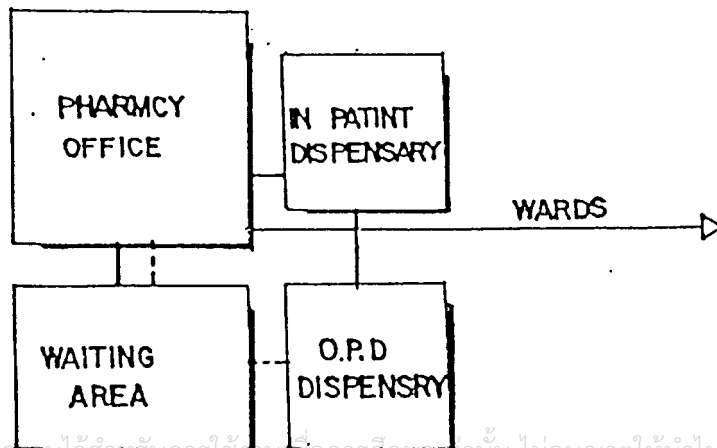 PHARMCY
OFFICE
IN PATINT
DISPENSARY
WARDS
WAITING
AREA
O.P.D
DISPENSRY